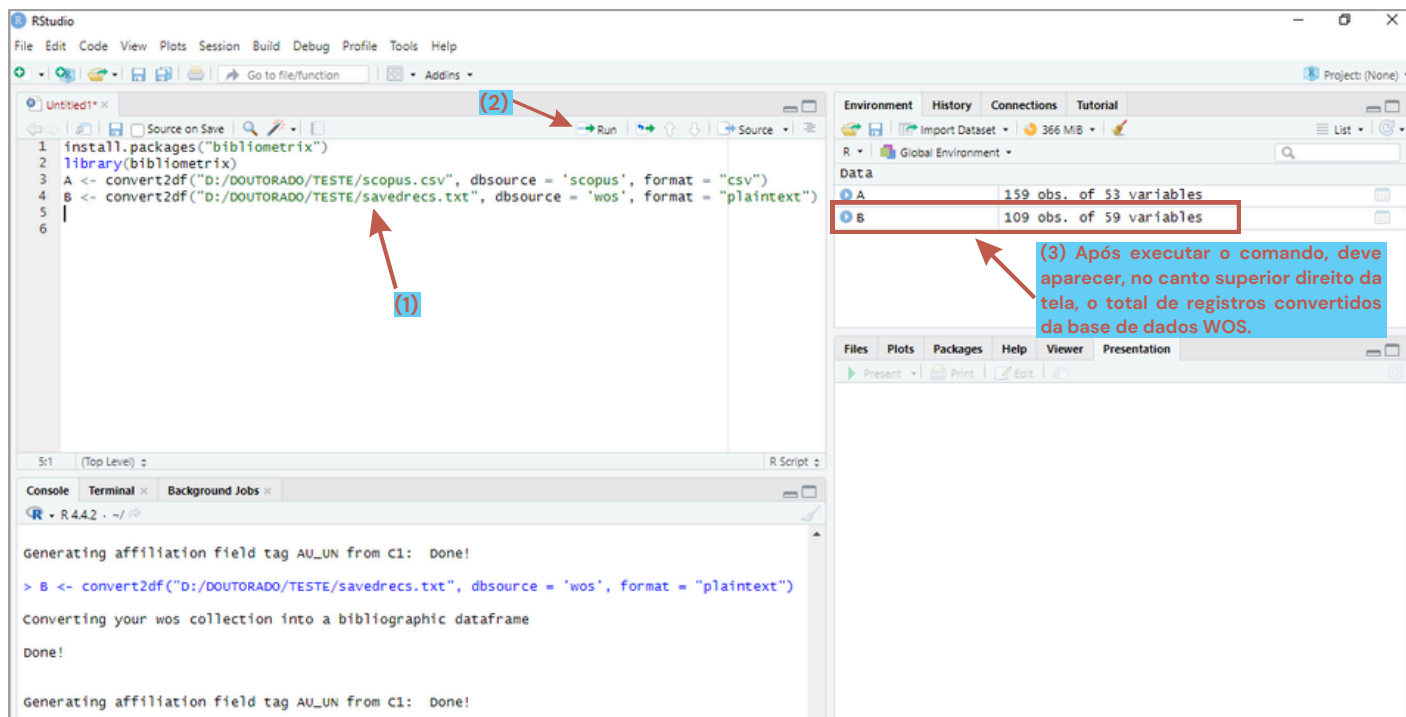 RStudio
File Edit Code View Plots Session Build Debug Profile Tools Help
Go to file/function
Addins
Project: (None)
Untitled1*
(2)
Source on Save
Run
Source
1 install.packages("bibliometrix")
2 library(bibliometrix)
3 A <- convert2df("D:/DOUTORADO/TESTE/scopus.csv", dbsource = 'scopus', format = "csv")
4 B <- convert2df("D:/DOUTORADO/TESTE/savedrecs.txt", dbsource = 'wos', format = "plaintext")
5
6
(1)
5:1 (Top Level) R Script
Console Terminal Background Jobs
R R 4.4.2 · ~/
Generating affiliation field tag AU_UN from C1: Done!
> B <- convert2df("D:/DOUTORADO/TESTE/savedrecs.txt", dbsource = 'wos', format = "plaintext")
Converting your wos collection into a bibliographic dataframe
Done!
Generating affiliation field tag AU_UN from C1: Done!
Environment History Connections Tutorial
Import Dataset 366 MiB List
R Global Environment
Data
A 159 obs. of 53 variables
B 109 obs. of 59 variables
(3) Após executar o comando, deve
aparecer, no canto superior direito da
tela, o total de registros convertidos
da base de dados WOS.
Files Plots Packages Help Viewer Presentation
Present Print Edit